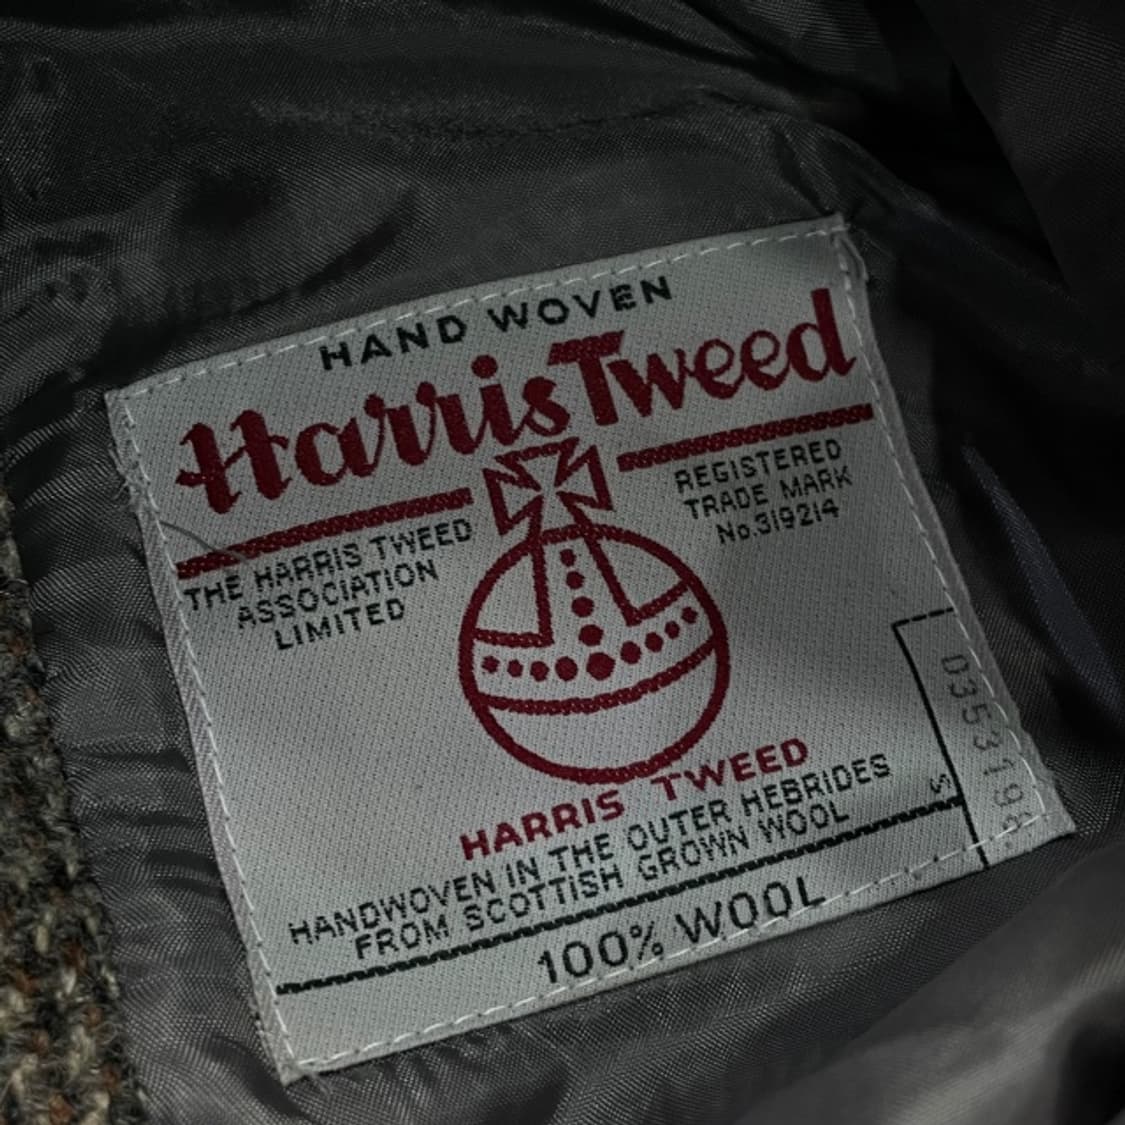 HAND WOVEN
Harris Tweed
THE HARRIS TWEED
ASSOCIATION
LIMITED
REGISTERED
TRADE MARK
No.319214
HARRIS TWEED
HANDWOVEN IN THE OUTER HEBRIDES
FROM SCOTTISH GROWN WOOL
100% WOOL
S